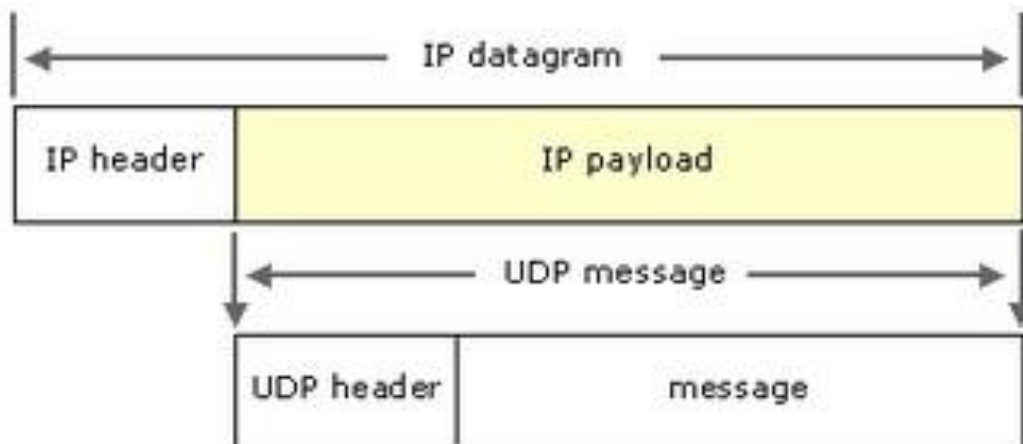 IP datagram
IP header
IP payload
UDP message
UDP header
message